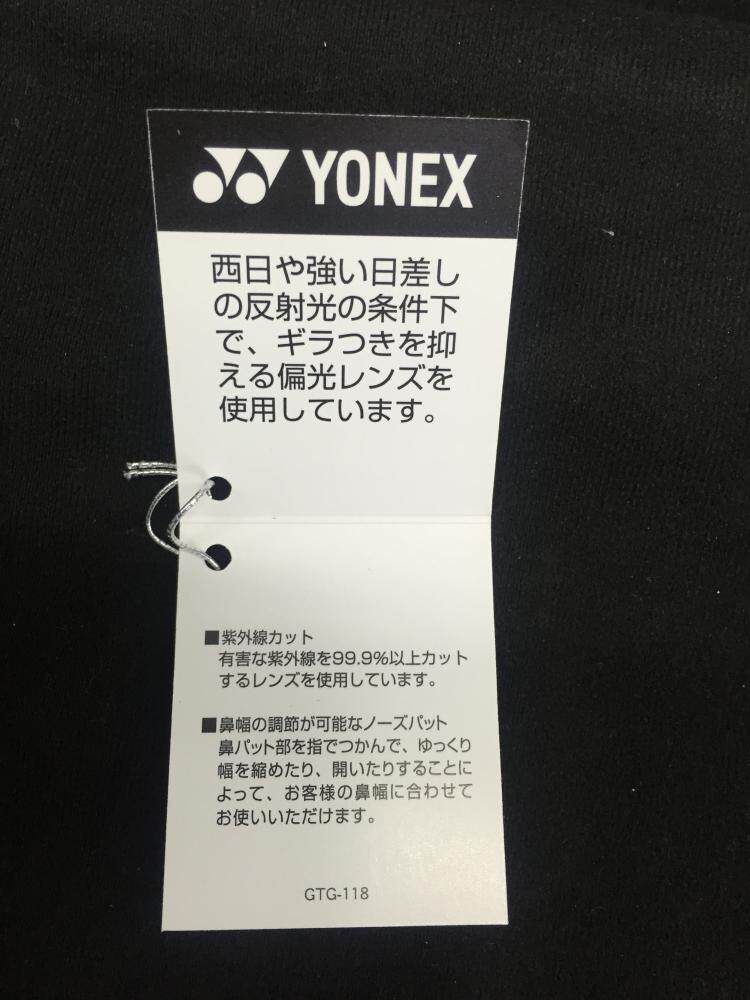 YONEX
西日や強い日差し
の反射光の条件下
で、ギラつきを抑
える偏光レンズを
使用しています。
■紫外線カット
有害な紫外線を99.9%以上カット
するレンズを使用しています。
■鼻幅の調節が可能なノーズパット
鼻パット部を指でつかんで、ゆっくり
幅を縮めたり、開いたりすることに
よって、お客様の鼻幅に合わせて
お使いいただけます。
GTG-118